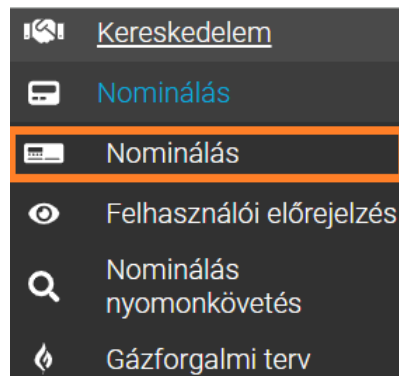 Kereskedelem
Nominálás
Nominálás
Felhasználói előrejelzés
Nominálás
nyomonkövetés
Gázforgalmi terv